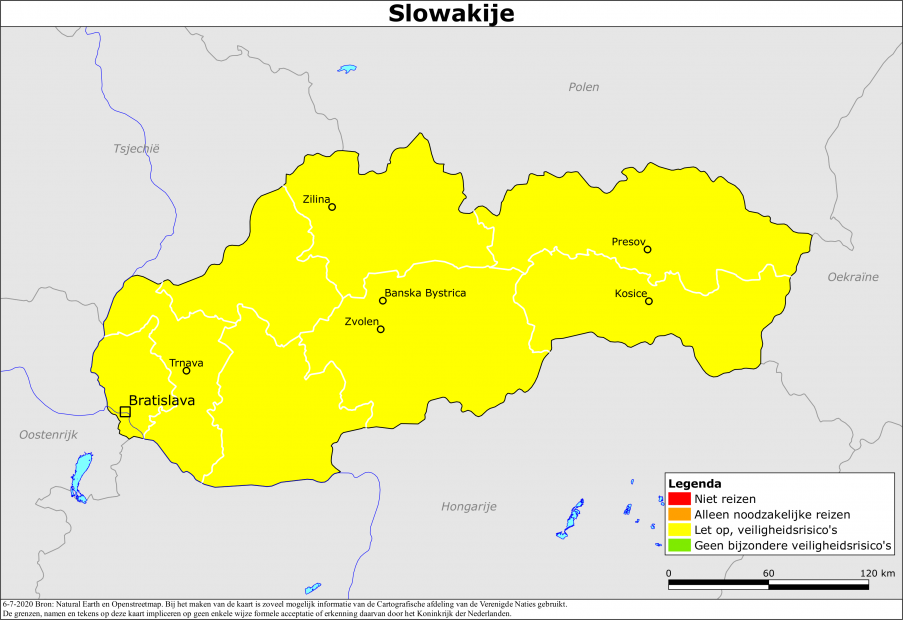 Slowakije
Polen
Tsjechië
Zilina
Presov
Oekraïne
Banska Bystrica
Kosice
Zvolen
Trnava
Bratislava
Oostenrijk
Hongarije
Legenda
Niet reizen
Alleen noodzakelijke reizen
Let op, veiligheidsrisico's
Geen bijzondere veiligheidsrisico's
0 60 120 km
6-7-2020 Bron: Natural Earth en Openstreetmap. Bij het maken van de kaart is zoveel mogelijk informatie van de Cartografische afdeling van de Verenigde Naties gebruikt.
De grenzen, namen en tekens op deze kaart impliceren op geen enkele wijze formele acceptatie of erkenning daarvan door het Koninkrijk der Nederlanden.